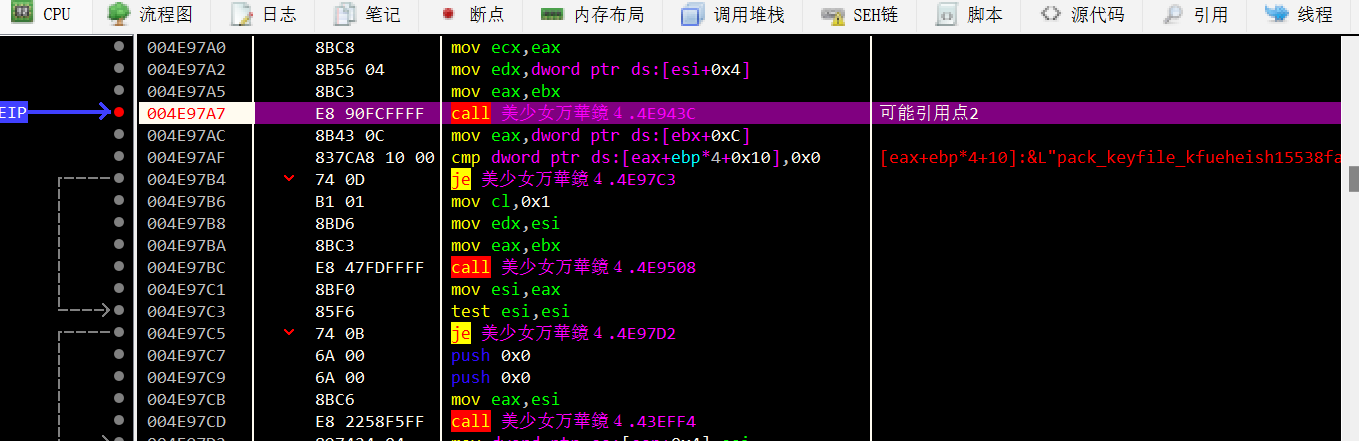 CPU 流程图 日志 笔记 断点 内存布局 调用堆栈 SEH链 脚本 源代码 引用 线程
004E97A0 8BC8 mov ecx,eax
004E97A2 8B56 04 mov edx,dword ptr ds:[esi+0x4]
004E97A5 8BC3 mov eax,ebx
EIP 004E97A7 E8 90FCFFFF call 美少女万華鏡４.4E943C 可能引用点2
004E97AC 8B43 0C mov eax,dword ptr ds:[ebx+0xC]
004E97AF 837CA8 10 00 cmp dword ptr ds:[eax+ebp*4+0x10],0x0 [eax+ebp*4+10]:&L"pack_keyfile_kfueheish15538fa
004E97B4 74 0D je 美少女万華鏡４.4E97C3
004E97B6 B1 01 mov cl,0x1
004E97B8 8BD6 mov edx,esi
004E97BA 8BC3 mov eax,ebx
004E97BC E8 47FDFFFF call 美少女万華鏡４.4E9508
004E97C1 8BF0 mov esi,eax
004E97C3 85F6 test esi,esi
004E97C5 74 0B je 美少女万華鏡４.4E97D2
004E97C7 6A 00 push 0x0
004E97C9 6A 00 push 0x0
004E97CB 8BC6 mov eax,esi
004E97CD E8 2258F5FF call 美少女万華鏡４.43EFF4